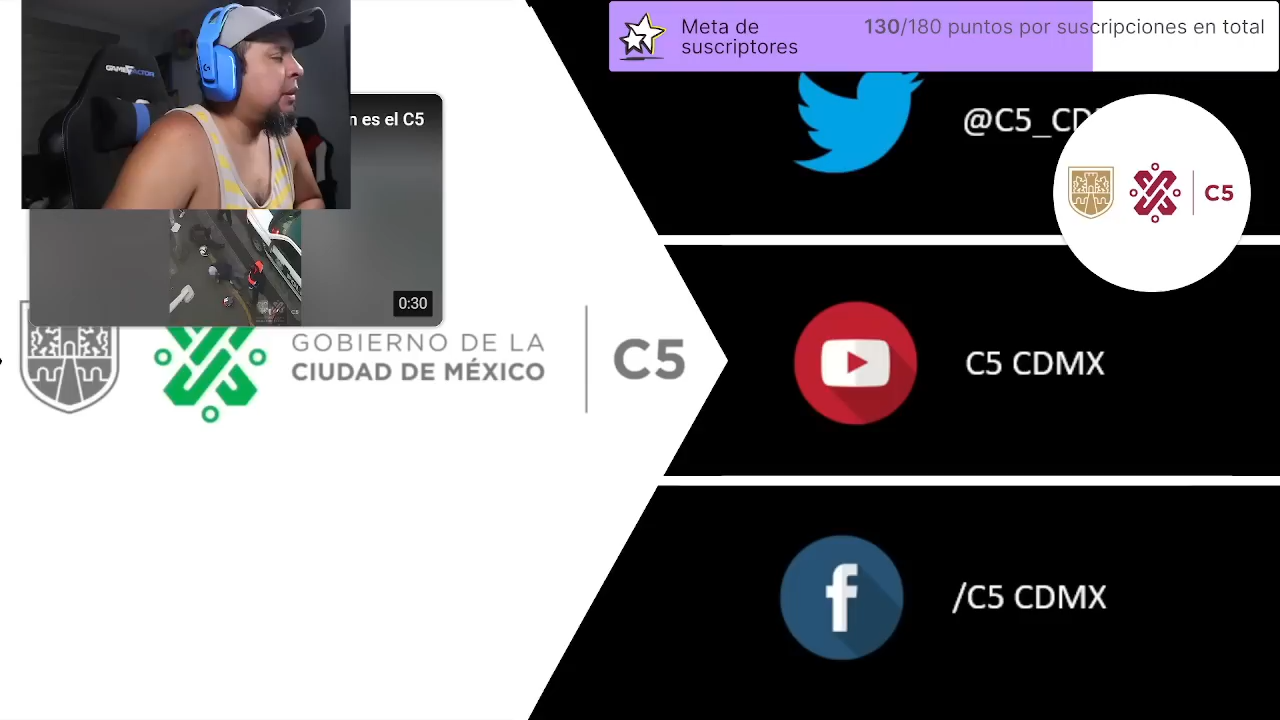 Meta de
suscriptores
130/180 puntos por suscripciones en total
GAMEFACTOR
n es el C5
0:30
@C5_CD
C5
GOBIERNO DE LA
CIUDAD DE MÉXICO
C5
C5 CDMX
/C5 CDMX